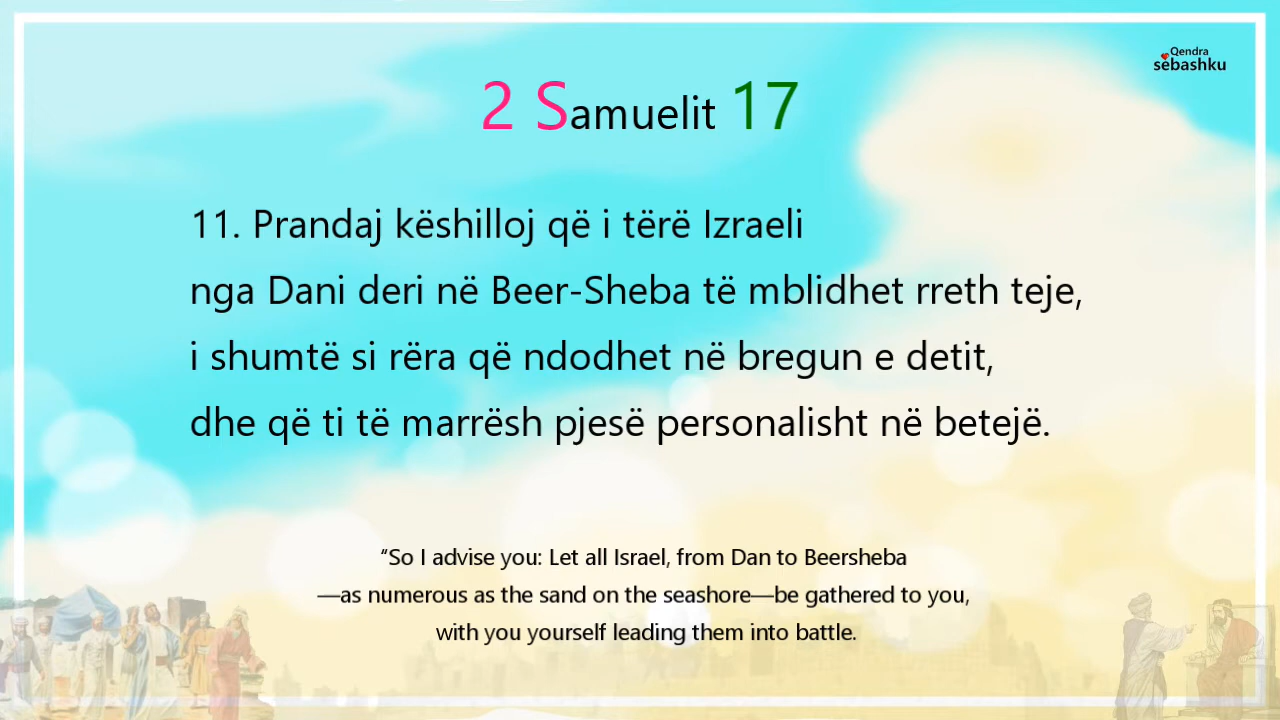 Qendra
sëbashku
2 Samuelit 17
11. Prandaj këshilloj që i tërë Izraeli
nga Dani deri në Beer-Sheba të mblidhet rreth teje,
i shumtë si rëra që ndodhet në bregun e detit,
dhe që ti të marrësh pjesë personalisht në betejë.
“So I advise you: Let all Israel, from Dan to Beersheba
—as numerous as the sand on the seashore—be gathered to you,
with you yourself leading them into battle.